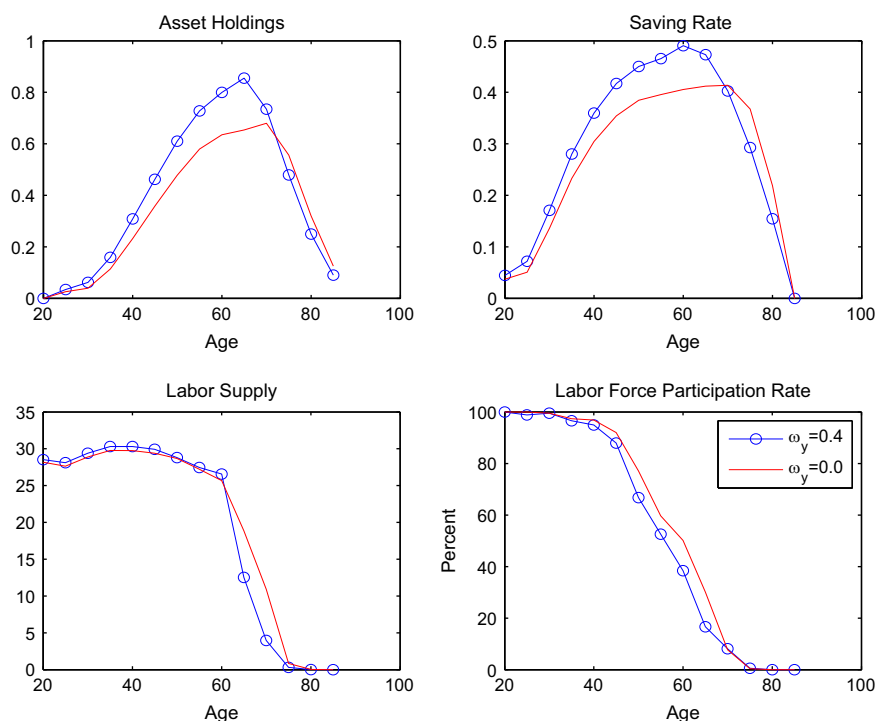 Asset Holdings
1
0.8
0.6
0.4
0.2
0
20 40 60 80 100
Age
Saving Rate
0.5
0.4
0.3
0.2
0.1
0
20 40 60 80 100
Age
Labor Supply
35
30
25
20
15
10
5
0
20 40 60 80 100
Age
Labor Force Participation Rate
100
80
60
40
20
0
Percent
ω_y=0.4
ω_y=0.0
20 40 60 80 100
Age